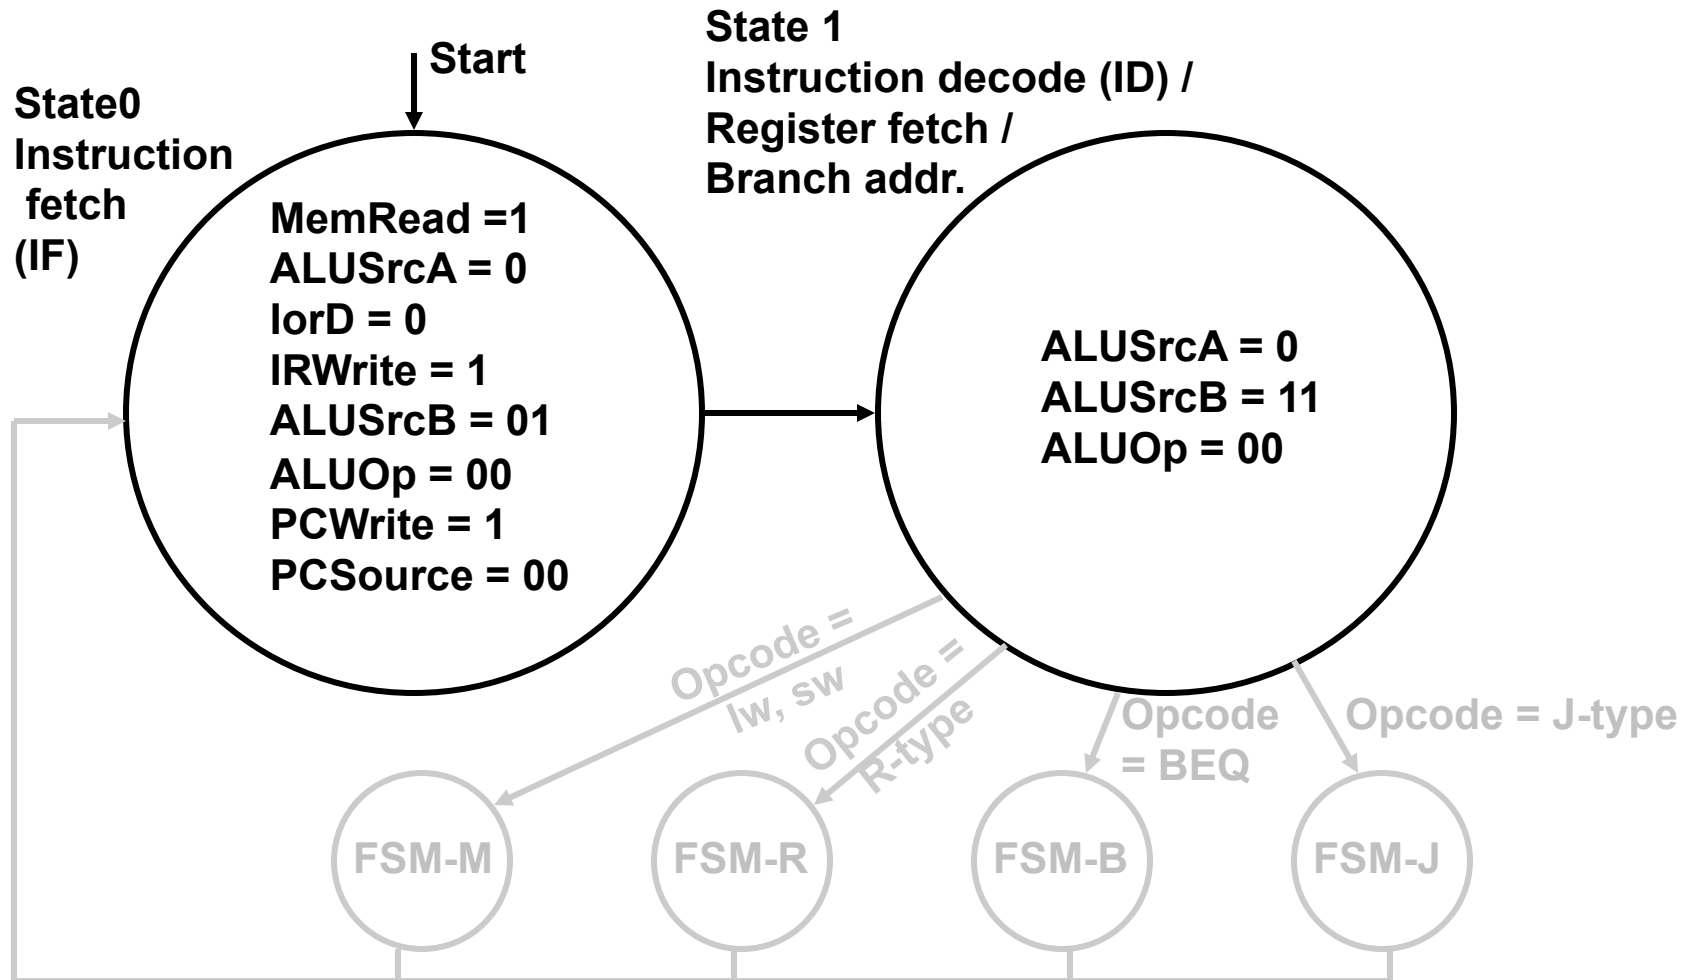 Start
State0
Instruction
fetch
(IF)
MemRead =1
ALUSrcA = 0
IorD = 0
IRWrite = 1
ALUSrcB = 01
ALUOp = 00
PCWrite = 1
PCSource = 00
State 1
Instruction decode (ID) /
Register fetch /
Branch addr.
ALUSrcA = 0
ALUSrcB = 11
ALUOp = 00
Opcode =
lw, sw
Opcode =
R-type
Opcode
= BEQ
Opcode = J-type
FSM-M
FSM-R
FSM-B
FSM-J